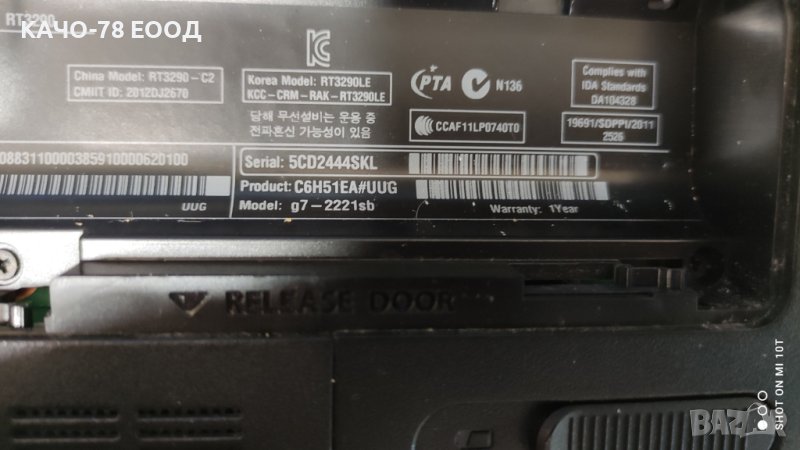 RT3290
КАЧО-78 ЕООД
China Model: RT3290-C2
CMIIT ID: 2012DJ2670
Korea Model: RT3290LE
KCC-CRM-RAK-RT3290LE
당해 무선설비는 운용 중
전파혼신 가능성이 있음
PTA
N136
CCAF11LP0740T0
Complies with
IDA Standards
DA104328
19691/SDPPI/2011
2526
0883110000385910000620100
UUG
Serial: 5CD2444SKL
Product: C6H51EA#UUG
Model: g7-2221sb
Warranty: 1Year
RELEASE DOOR
SHOT ON MI 10T
BAZAR